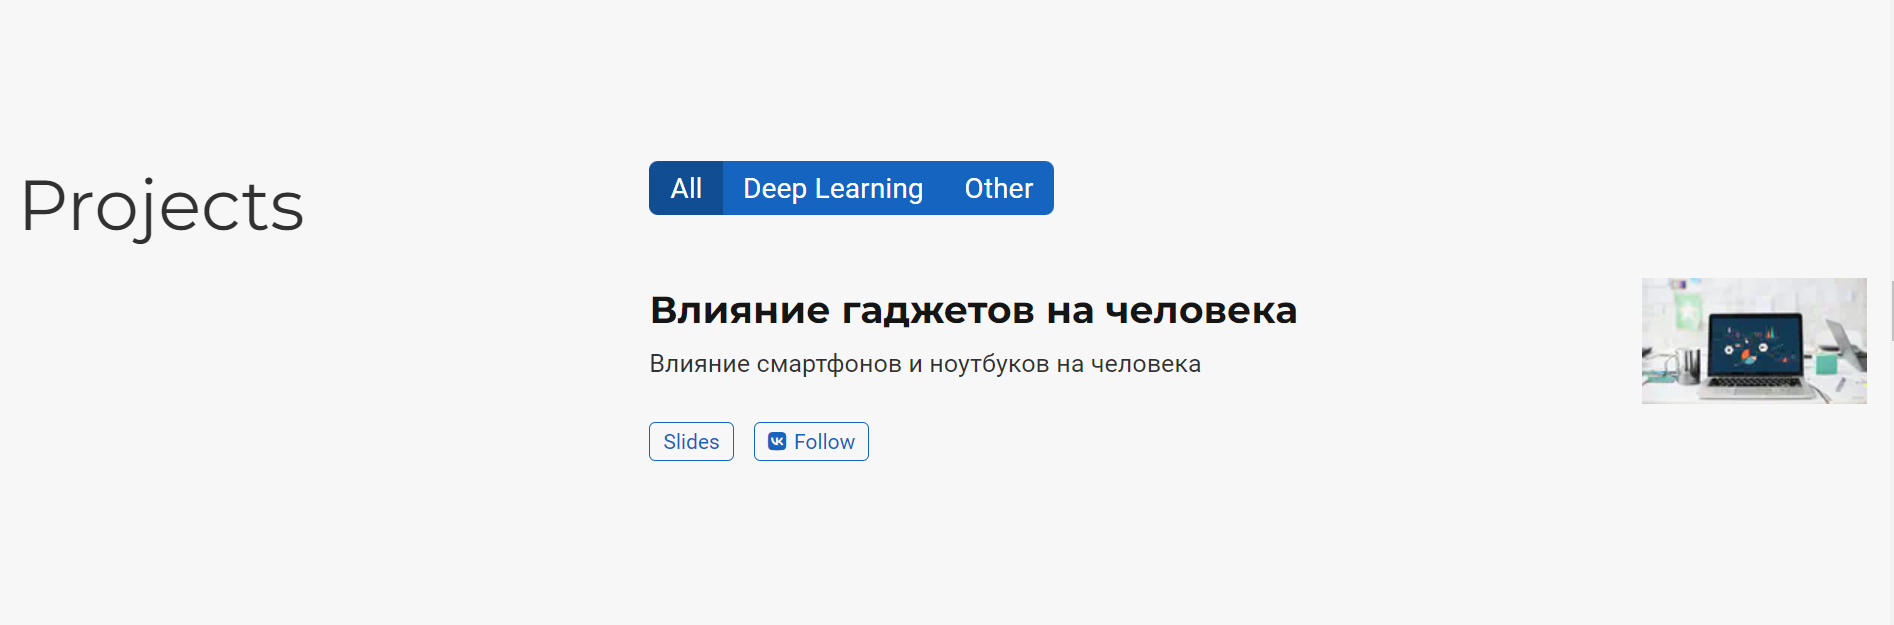 Projects
All Deep Learning Other
Влияние гаджетов на человека
Влияние смартфонов и ноутбуков на человека
Slides Follow